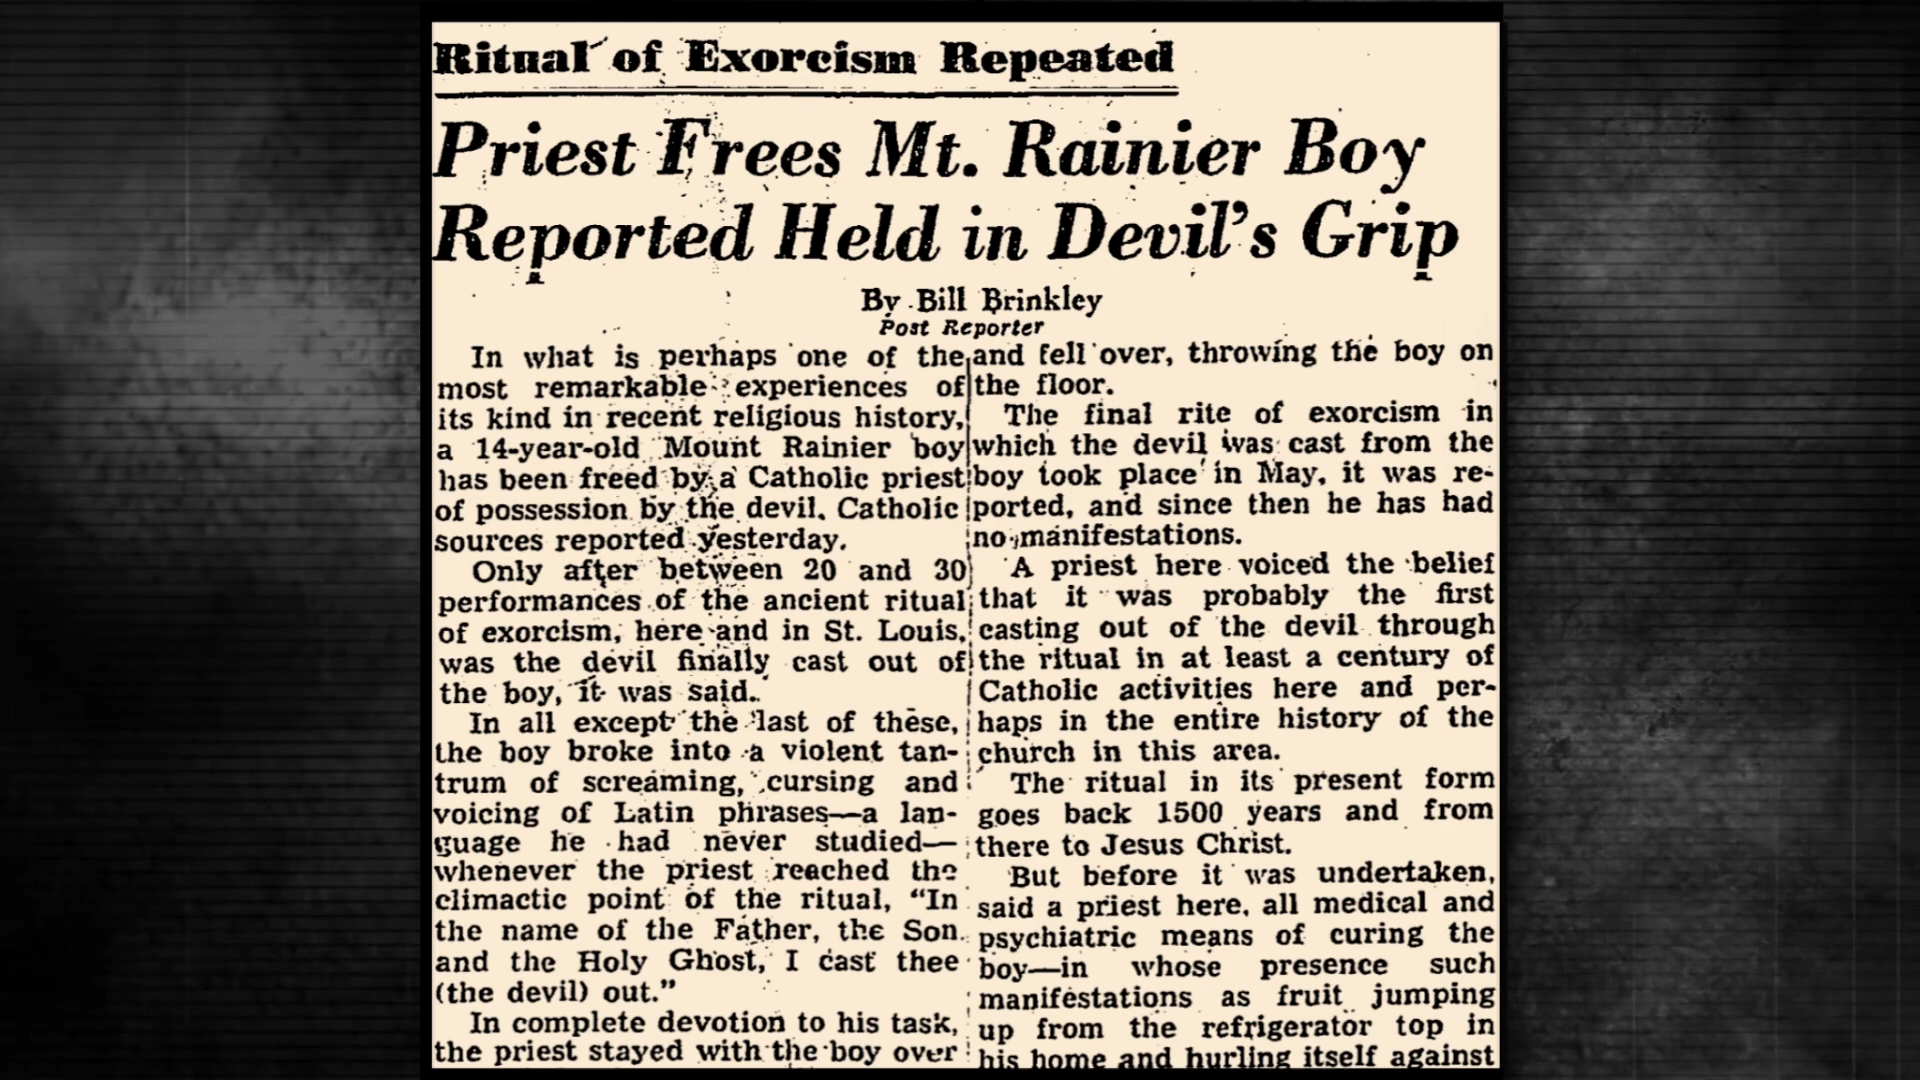 Ritual of Exorcism Repeated
Priest Frees Mt. Rainier Boy
Reported Held in Devil's Grip
By Bill Brinkley
Post Reporter
In what is perhaps one of the
most remarkable experiences of
its kind in recent religious history,
a 14-year-old Mount Rainier boy
has been freed by a Catholic priest
of possession by the devil. Catholic
sources reported yesterday.
Only after between 20 and 30
performances of the ancient ritual
of exorcism, here and in St. Louis,
was the devil finally cast out of
the boy, it was said.
In all except the last of these,
the boy broke into a violent tan-
trum of screaming, cursing and
voicing of Latin phrases—a lan-
guage he had never studied—
whenever the priest reached the
climactic point of the ritual, "In
the name of the Father, the Son
and the Holy Ghost, I cast thee
(the devil) out."
In complete devotion to his task,
the priest stayed with the boy over
and fell over, throwing the boy on
the floor.
The final rite of exorcism in
which the devil was cast from the
boy took place in May, it was re-
ported, and since then he has had
no manifestations.
A priest here voiced the belief
that it was probably the first
casting out of the devil through
the ritual in at least a century of
Catholic activities here and per-
haps in the entire history of the
church in this area.
The ritual in its present form
goes back 1500 years and from
there to Jesus Christ.
But before it was undertaken,
said a priest here, all medical and
psychiatric means of curing the
boy—in whose presence such
manifestations as fruit jumping
up from the refrigerator top in
his home and hurling itself against